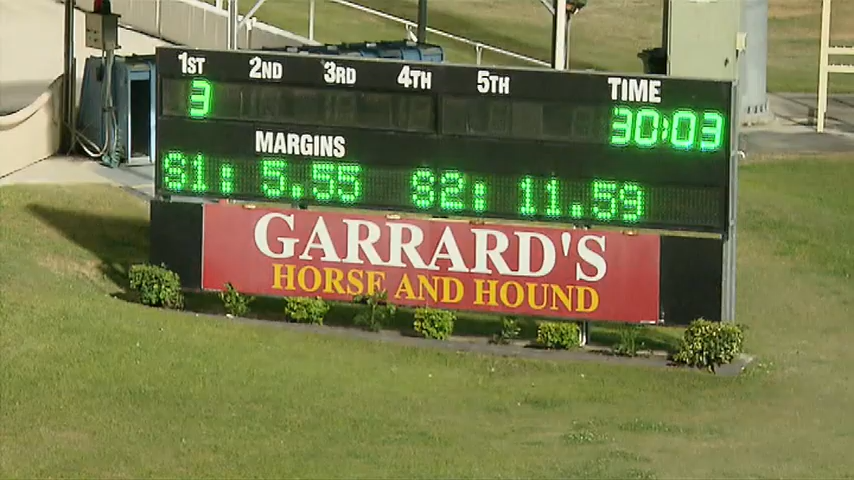 1ST 2ND 3RD 4TH 5TH TIME
3 30:03
MARGINS
S1: 5.55 S2: 11.59
GARRARD'S
HORSE AND HOUND